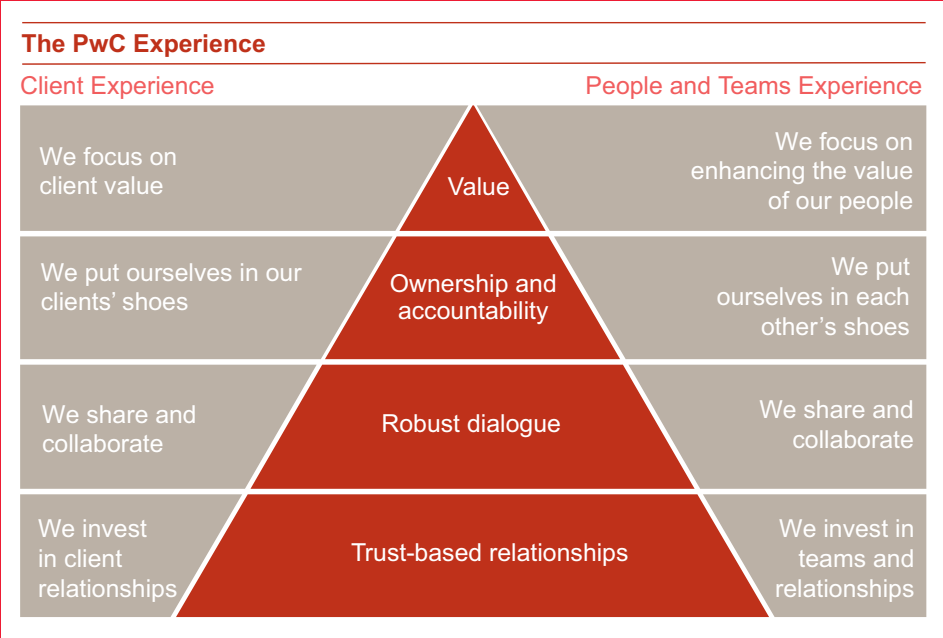 The PwC Experience
Client Experience
People and Teams Experience
We focus on
client value
Value
We focus on
enhancing the value
of our people
We put ourselves in our
clients’ shoes
Ownership and
accountability
We put
ourselves in each
other’s shoes
We share and
collaborate
Robust dialogue
We share and
collaborate
We invest
in client
relationships
Trust-based relationships
We invest in
teams and
relationships